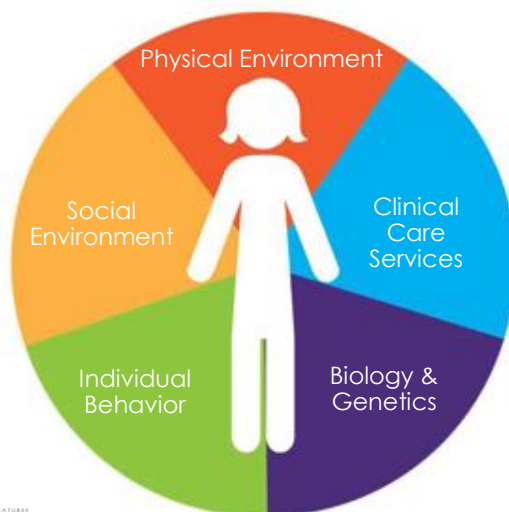 Physical Environment
Social
Environment
Clinical
Care
Services
Individual
Behavior
Biology &
Genetics